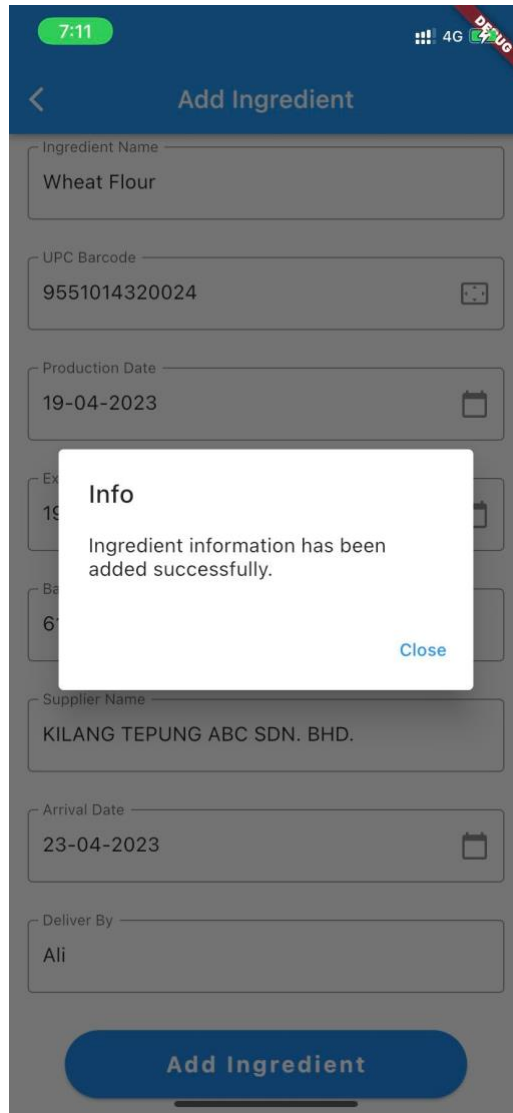 7:11
4G
DEBUG
Add Ingredient
Ingredient Name
Wheat Flour
UPC Barcode
9551014320024
Production Date
19-04-2023
Info
Ingredient information has been
added successfully.
Close
Supplier Name
KILANG TEPUNG ABC SDN. BHD.
Arrival Date
23-04-2023
Deliver By
Ali
Add Ingredient